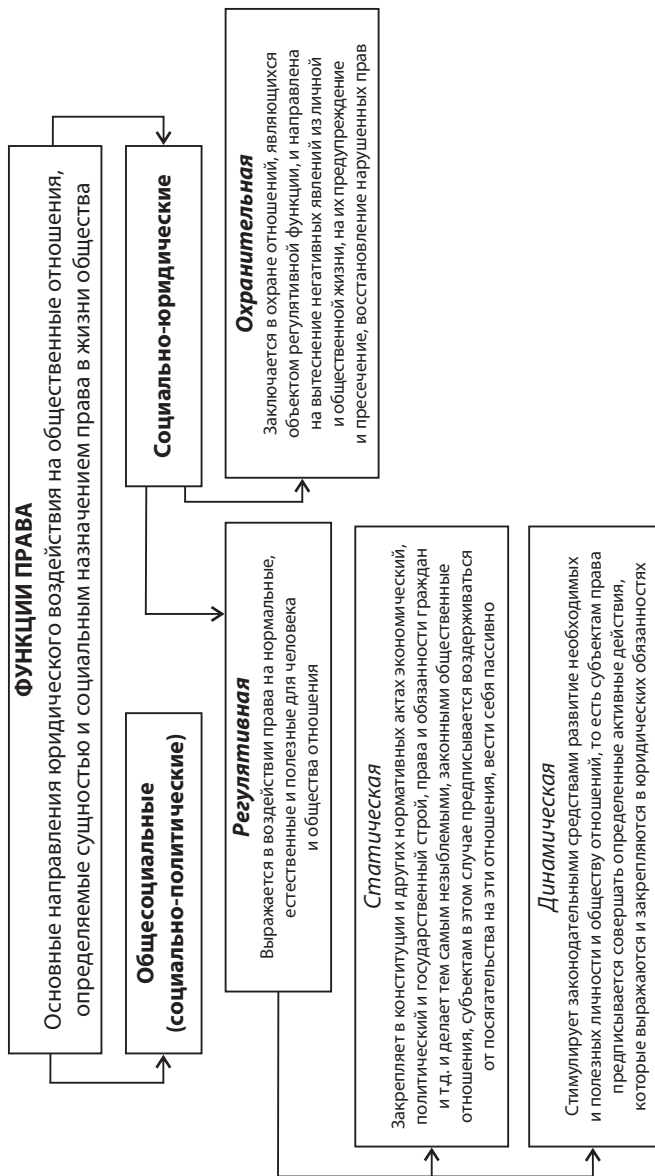 ФУНКЦИИ ПРАВА
Основные направления юридического воздействия на общественные отношения,
определяемые сущностью и социальным назначением права в жизни общества
Общесоциальные
(социально-политические)
Социально-юридические
Регулятивная
Выражается в воздействии права на нормальные,
естественные и полезные для человека
и общества отношения
Охранительная
Заключается в охране отношений, являющихся
объектом регулятивной функции, и направлена
на вытеснение негативных явлений из личной
и общественной жизни, на их предупреждение
и пресечение, восстановление нарушенных прав
Статическая
Закрепляет в конституции и других нормативных актах экономический,
политический и государственный строй, права и обязанности граждан
и т.д. и делает тем самым незыблемыми, законными общественные
отношения, субъектам в этом случае предписывается воздерживаться
от посягательства на эти отношения, вести себя пассивно
Динамическая
Стимулирует законодательными средствами развитие необходимых
и полезных личности и обществу отношений, то есть субъектам права
предписывается совершать определенные активные действия,
которые выражаются и закрепляются в юридических обязанностях